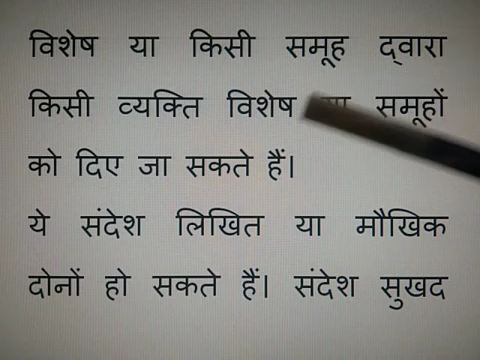 विशेष या किसी समूह द्वारा
किसी व्यक्ति विशेष समूहों
को दिए जा सकते हैं।
ये संदेश लिखित या मौखिक
दोनों हो सकते हैं। संदेश सुखद